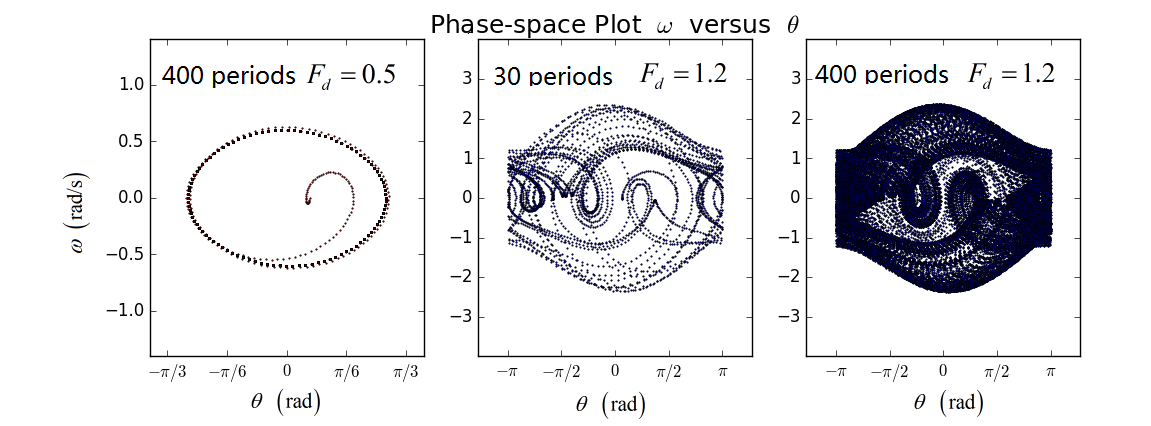 Phase-space Plot ω versus θ
400 periods F_d = 0.5
30 periods F_d = 1.2
400 periods F_d = 1.2
ω (rad/s)
1.0
0.5
0.0
−0.5
−1.0
−π/3 −π/6 0 π/6 π/3
θ (rad)
3
2
1
0
−1
−2
−3
−π −π/2 0 π/2 π
θ (rad)
3
2
1
0
−1
−2
−3
−π −π/2 0 π/2 π
θ (rad)